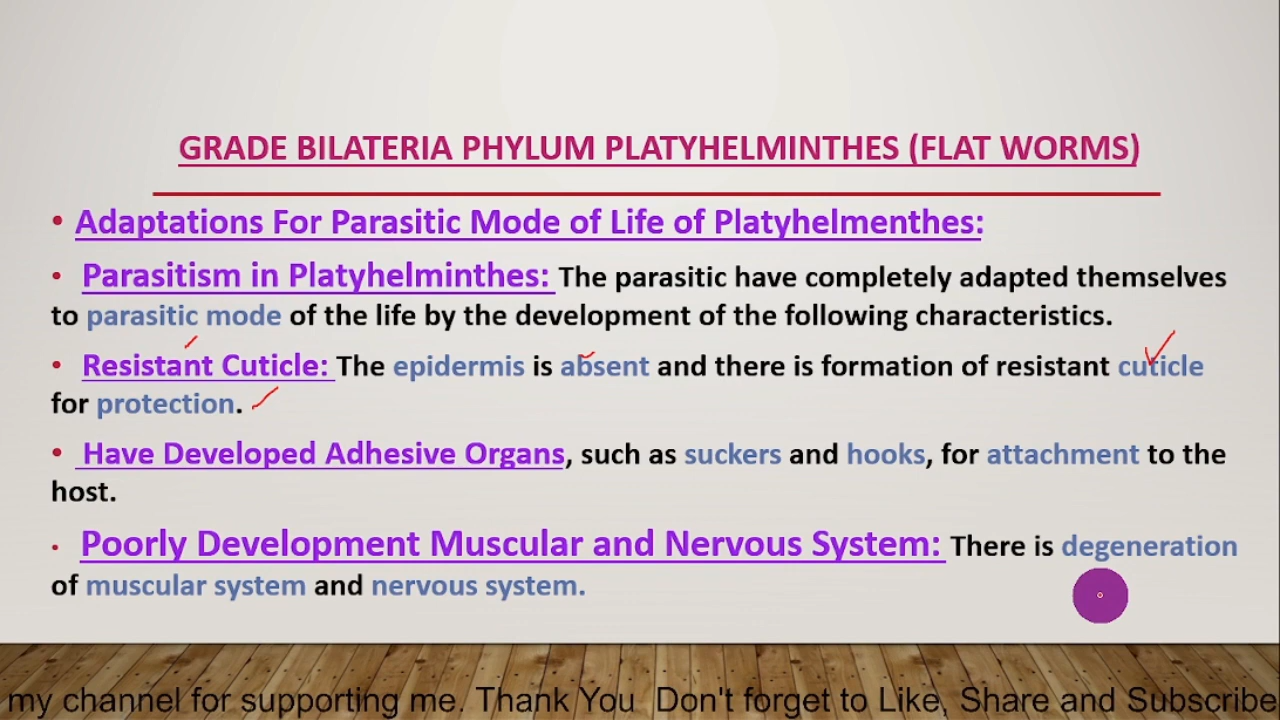 GRADE BILATERIA PHYLUM PLATYHELMINTHES (FLAT WORMS)
• Adaptations For Parasitic Mode of Life of Platyhelmenthes:
• Parasitism in Platyhelminthes: The parasitic have completely adapted themselves
to parasitic mode of the life by the development of the following characteristics.
• Resistant Cuticle: The epidermis is absent and there is formation of resistant cuticle
for protection.
• Have Developed Adhesive Organs, such as suckers and hooks, for attachment to the
host.
• Poorly Development Muscular and Nervous System: There is degeneration
of muscular system and nervous system.
my channel for supporting me. Thank You Don't forget to Like, Share and Subscribe